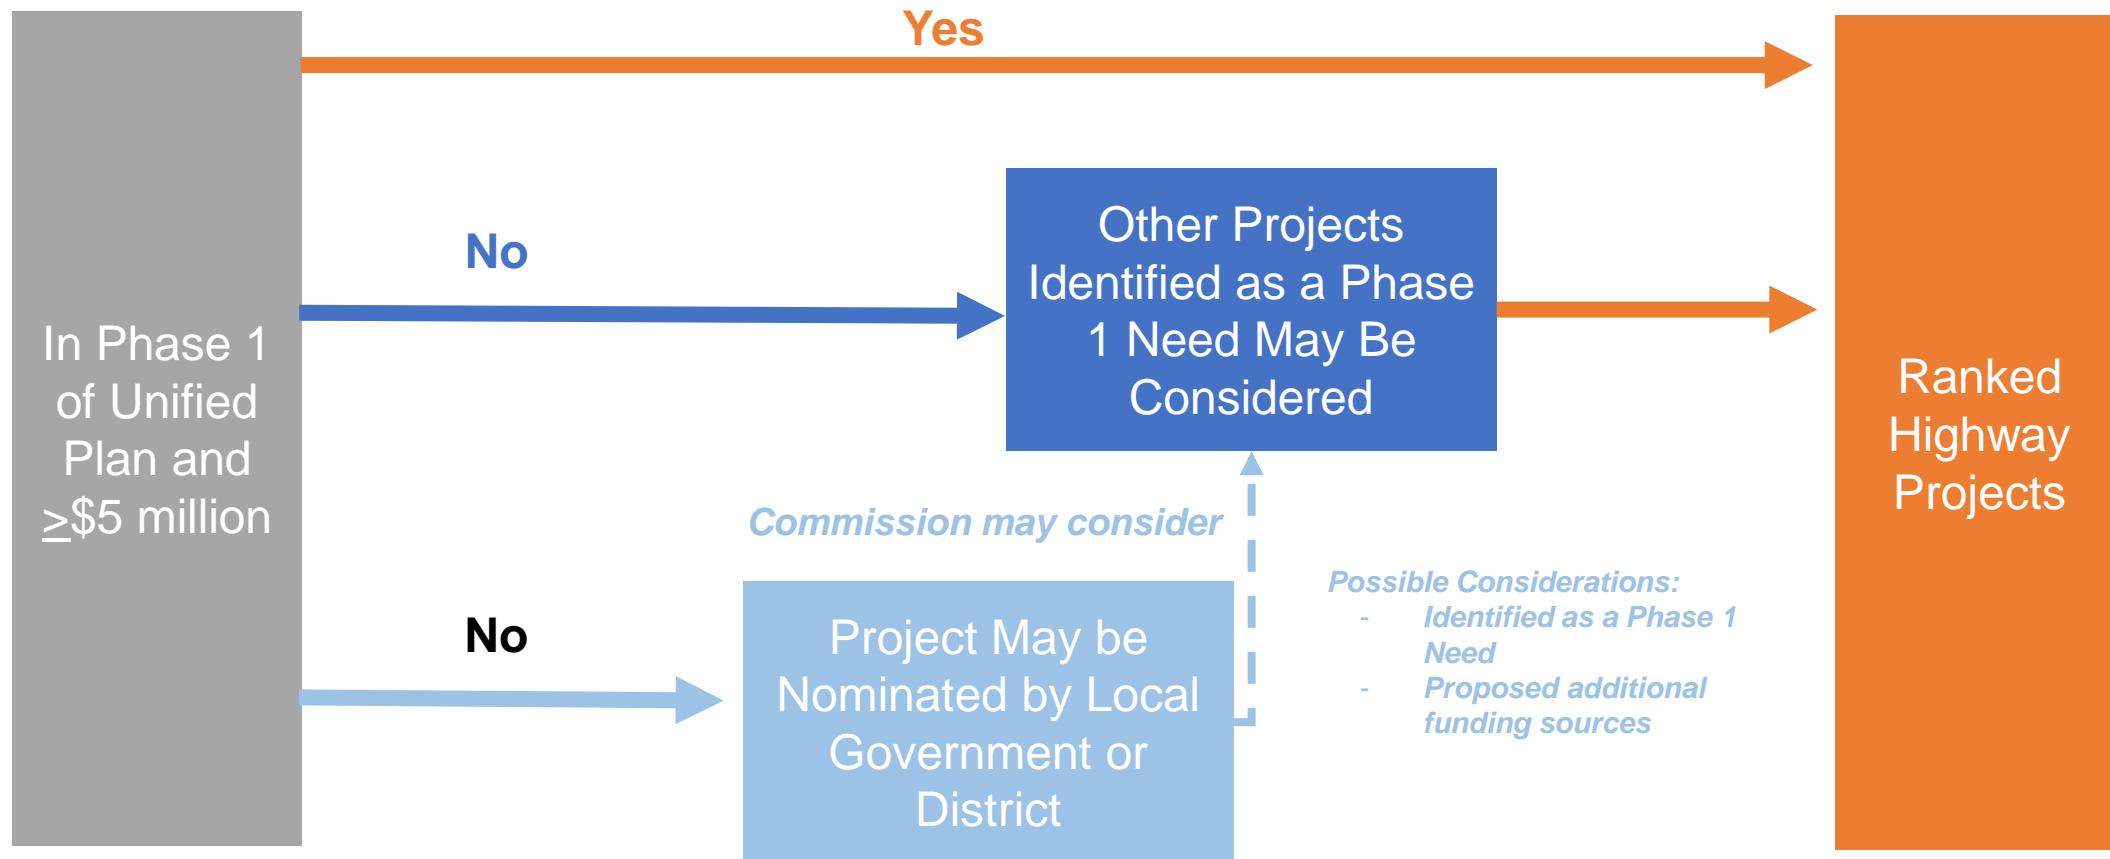 Yes
In Phase 1
of Unified
Plan and
≥$5 million
No
Other Projects
Identified as a Phase
1 Need May Be
Considered
Ranked
Highway
Projects
Commission may consider
No
Project May be
Nominated by Local
Government or
District
Possible Considerations:
- Identified as a Phase 1
Need
- Proposed additional
funding sources